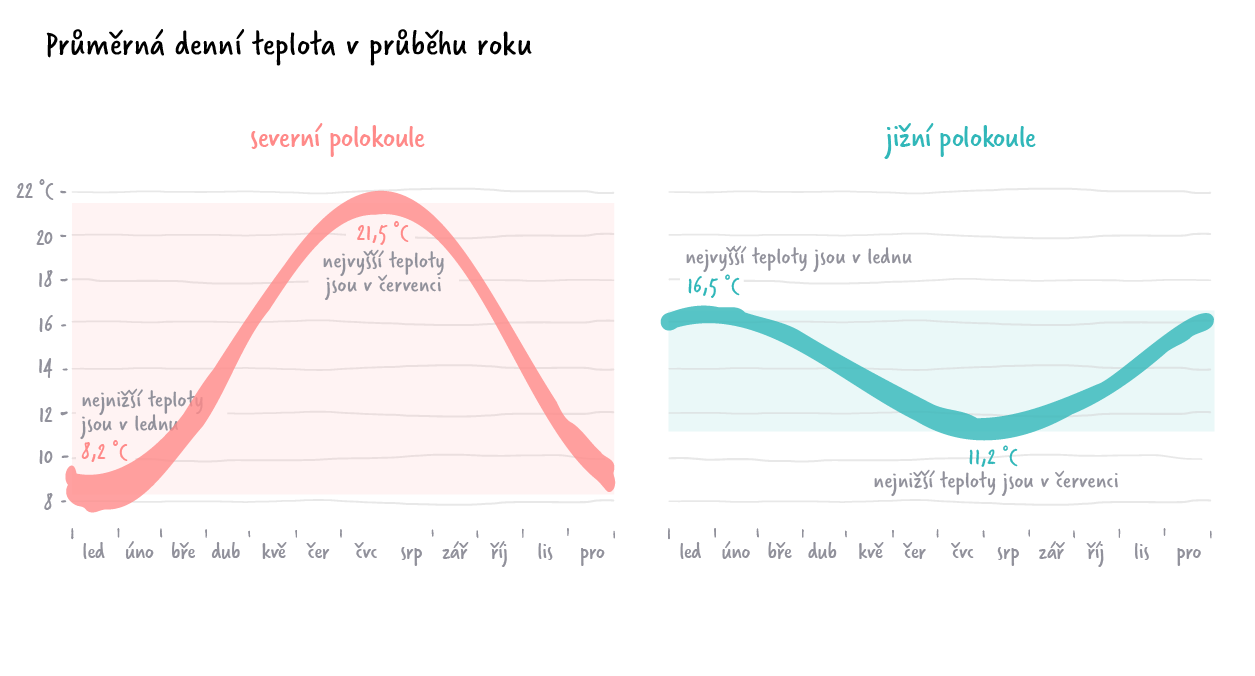 Průměrná denní teplota v průběhu roku
severní polokoule
22 °C
20
18
16
14
12
10
8
21,5 °C
nejvyšší teploty
jsou v červenci
nejnižší teploty
jsou v lednu
8,2 °C
led úno bře dub kvě čer čvc srp zář říj lis pro
jižní polokoule
nejvyšší teploty jsou v lednu
16,5 °C
11,2 °C
nejnižší teploty jsou v červenci
led úno bře dub kvě čer čvc srp zář říj lis pro